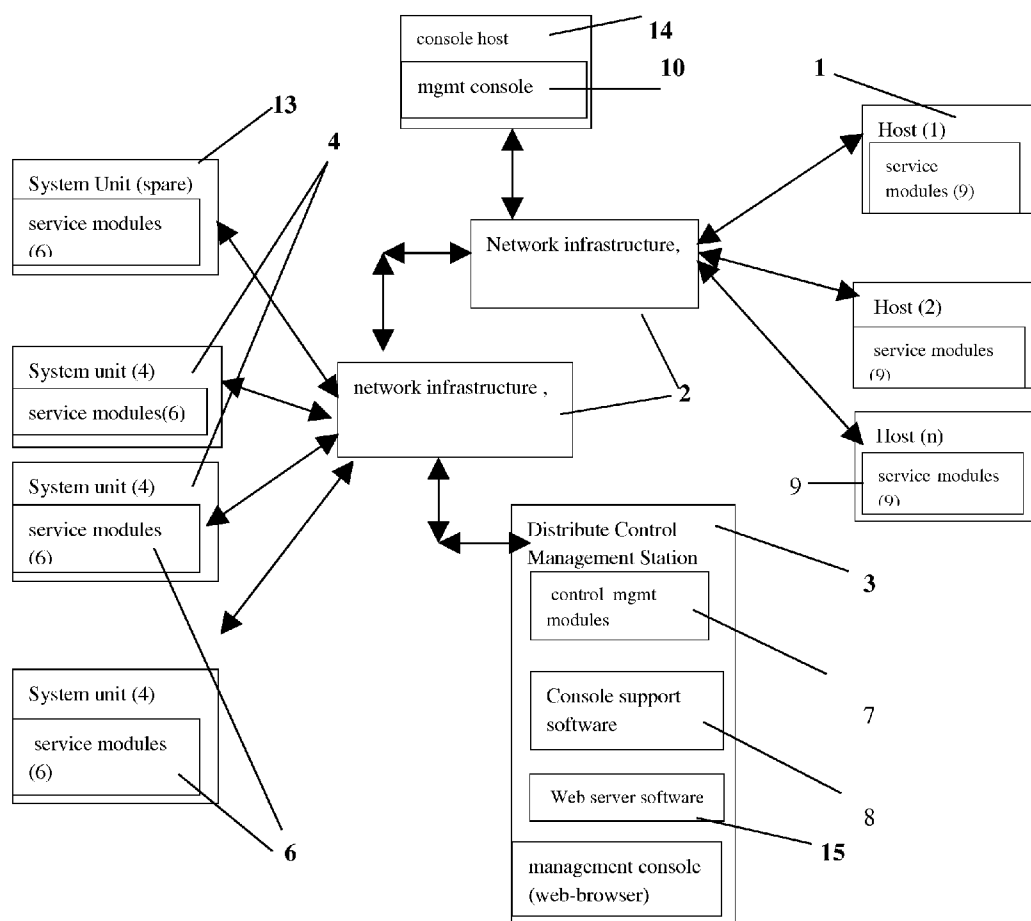 console host
14
mgmt console
10
1
Host (1)
service
modules (9)
13
4
System Unit (spare)
service modules
(6)
Network infrastructure,
Host (2)
service modules
(9)
System unit (4)
service modules(6)
network infrastructure ,
2
Host (n)
service modules
(9)
9
System unit (4)
service modules
(6)
Distribute Control
Management Station
3
control mgmt
modules
System unit (4)
service modules
(6)
Console support
software
7
Web server software
8
6
15
management console
(web-browser)